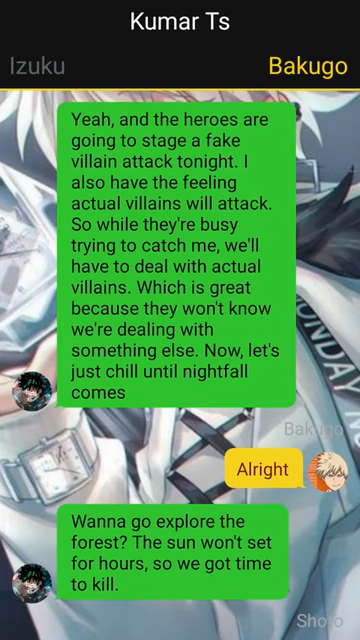 Kumar Ts
Izuku
Bakugo
Yeah, and the heroes are
going to stage a fake
villain attack tonight. I
also have the feeling
actual villains will attack.
So while they're busy
trying to catch me, we'll
have to deal with actual
villains. Which is great
because they won't know
we're dealing with
something else. Now, let's
just chill until nightfall
comes
Bakugo
Alright
Wanna go explore the
forest? The sun won't set
for hours, so we got time
to kill.
Shoto